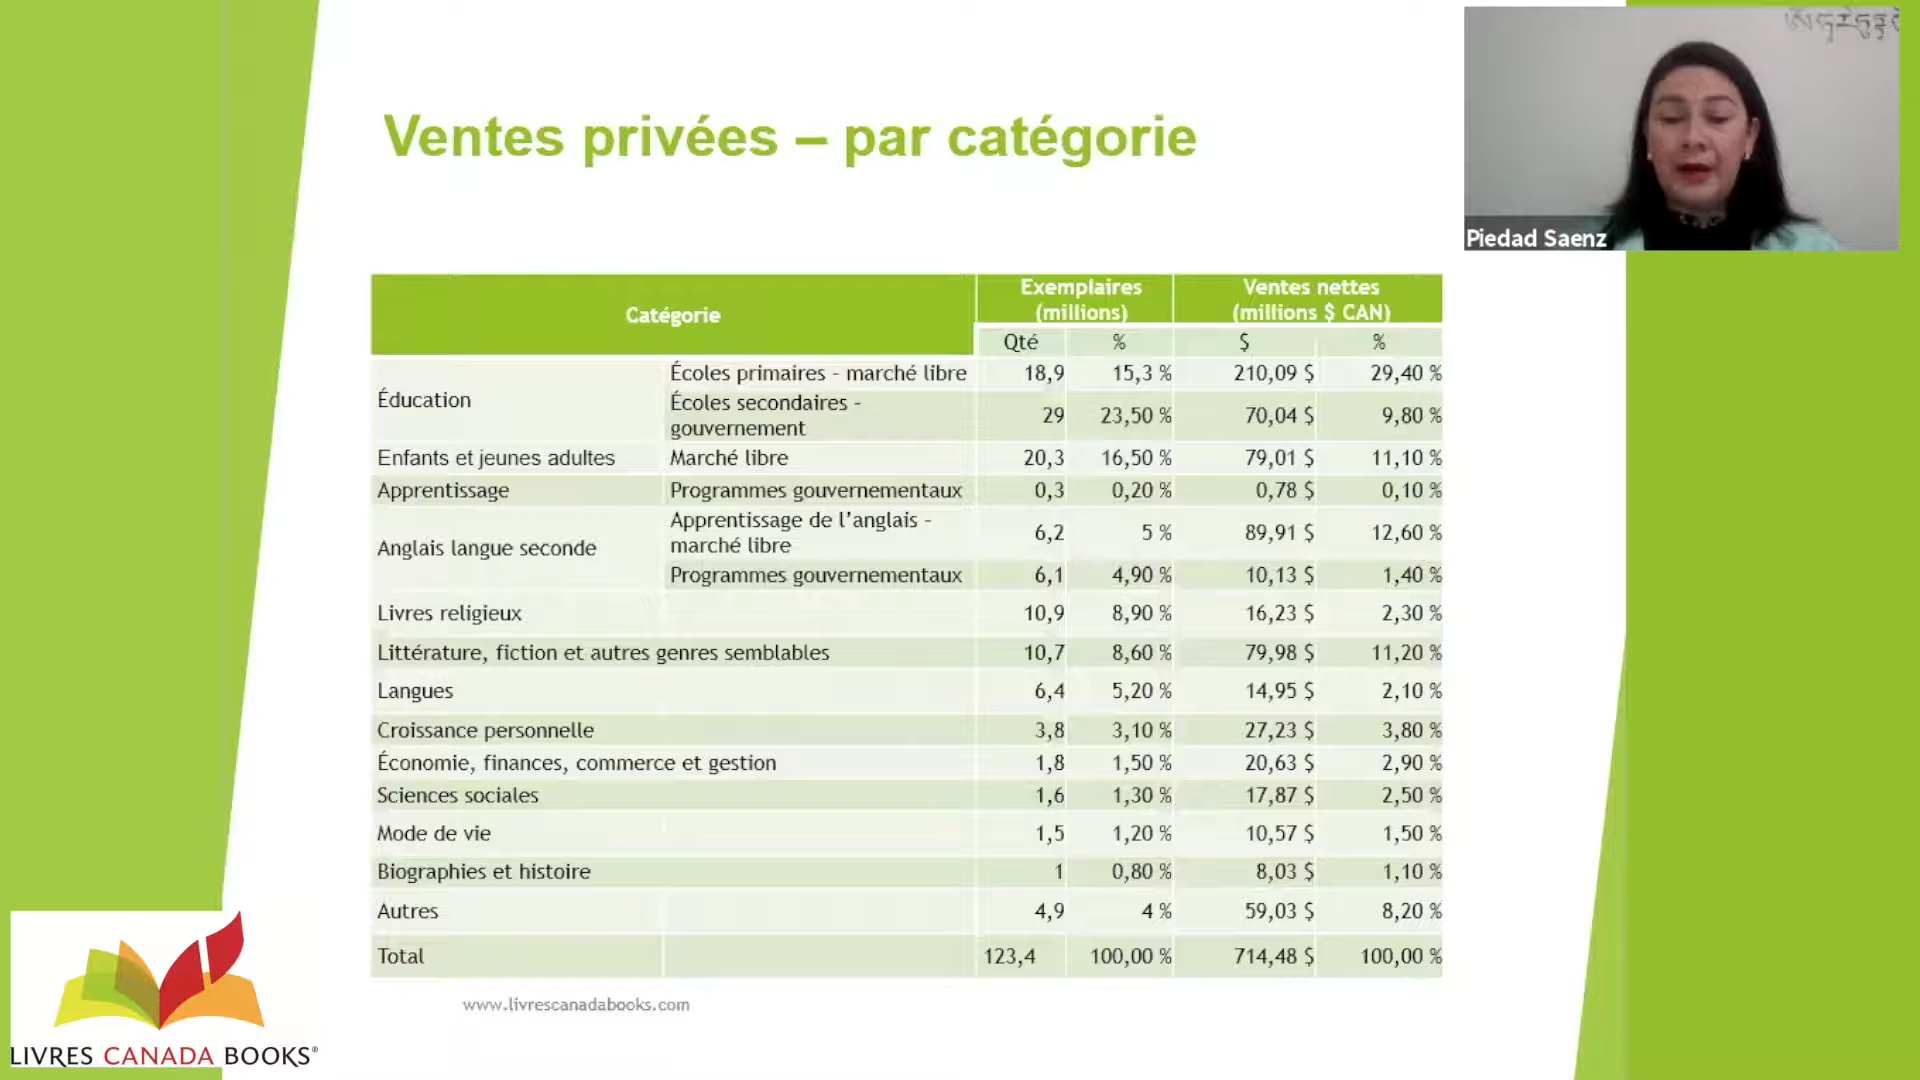 Ventes privées – par catégorie
Piedad Saenz
Catégorie
Exemplaires
(millions)
Ventes nettes
(millions $ CAN)
Qté % $ %
Éducation
Écoles primaires - marché libre 18,9 15,3 % 210,09 $ 29,40 %
Écoles secondaires -
gouvernement 29 23,50 % 70,04 $ 9,80 %
Enfants et jeunes adultes Marché libre 20,3 16,50 % 79,01 $ 11,10 %
Apprentissage Programmes gouvernementaux 0,3 0,20 % 0,78 $ 0,10 %
Anglais langue seconde
Apprentissage de l’anglais -
marché libre 6,2 5 % 89,91 $ 12,60 %
Programmes gouvernementaux 6,1 4,90 % 10,13 $ 1,40 %
Livres religieux 10,9 8,90 % 16,23 $ 2,30 %
Littérature, fiction et autres genres semblables 10,7 8,60 % 79,98 $ 11,20 %
Langues 6,4 5,20 % 14,95 $ 2,10 %
Croissance personnelle 3,8 3,10 % 27,23 $ 3,80 %
Économie, finances, commerce et gestion 1,8 1,50 % 20,63 $ 2,90 %
Sciences sociales 1,6 1,30 % 17,87 $ 2,50 %
Mode de vie 1,5 1,20 % 10,57 $ 1,50 %
Biographies et histoire 1 0,80 % 8,03 $ 1,10 %
Autres 4,9 4 % 59,03 $ 8,20 %
Total 123,4 100,00 % 714,48 $ 100,00 %
www.livrescanadabooks.com
LIVRES CANADA BOOKS®